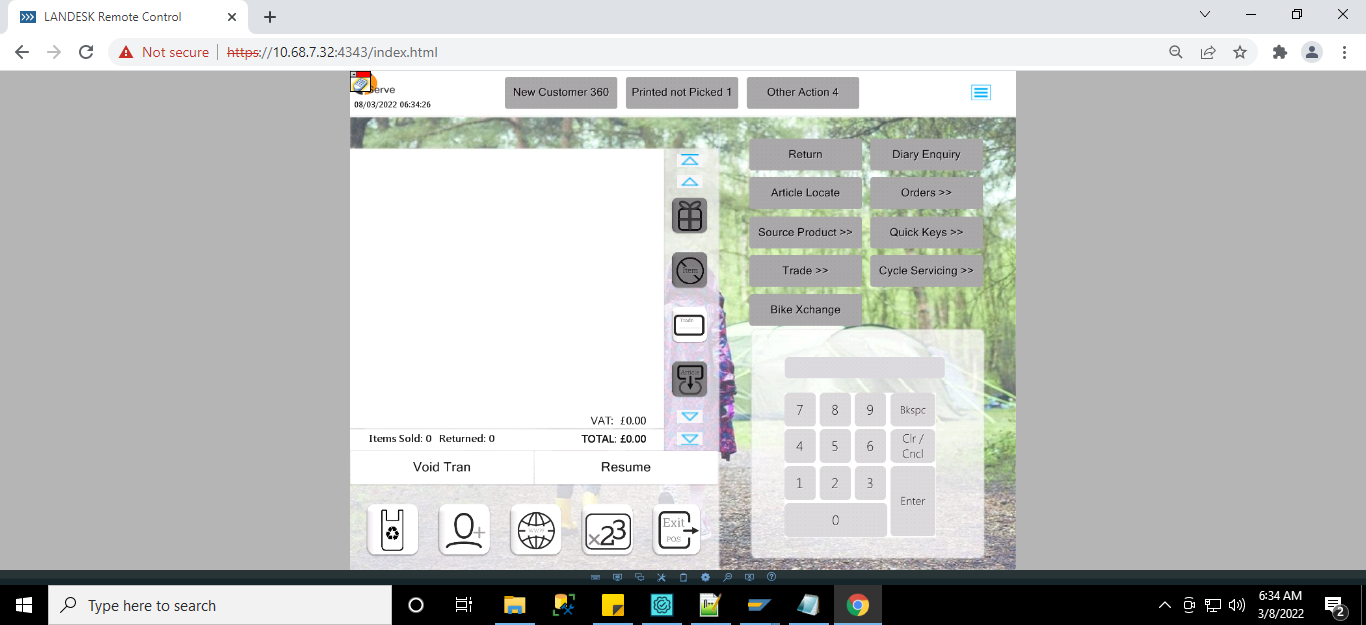 LANDESK Remote Control
Not secure
https://10.68.7.32:4343/index.html
erve
08/03/2022 06:34:26
New Customer 360
Printed not Picked 1
Other Action 4
Return
Diary Enquiry
Article Locate
Orders >>
Source Product >>
Quick Keys >>
Trade >>
Cycle Servicing >>
Bike Xchange
Item
Article
VAT: £0.00
Items Sold: 0 Returned: 0
TOTAL: £0.00
Void Tran
Resume
7
8
9
Bkspc
4
5
6
Clr /
Cncl
1
2
3
Enter
0
www
x23
Exit
POS
Type here to search
6:34 AM
3/8/2022
2